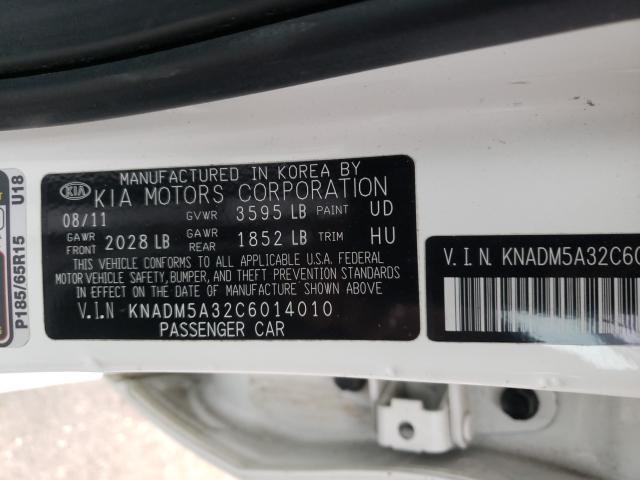 MANUFACTURED IN KOREA BY
KIA KIA MOTORS CORPORATION
08/11 GVWR 3595 LB PAINT UD
GAWR FRONT 2028 LB GAWR REAR 1852 LB TRIM HU
THIS VEHICLE CONFORMS TO ALL APPLICABLE U.S.A. FEDERAL
MOTOR VEHICLE SAFETY, BUMPER, AND THEFT PREVENTION STANDARDS
IN EFFECT ON THE DATE OF MANUFACTURE SHOWN ABOVE
V.I.N KNADM5A32C6014010
PASSENGER CAR
P185/65R15 U18
V.I.N. KNADM5A32C6